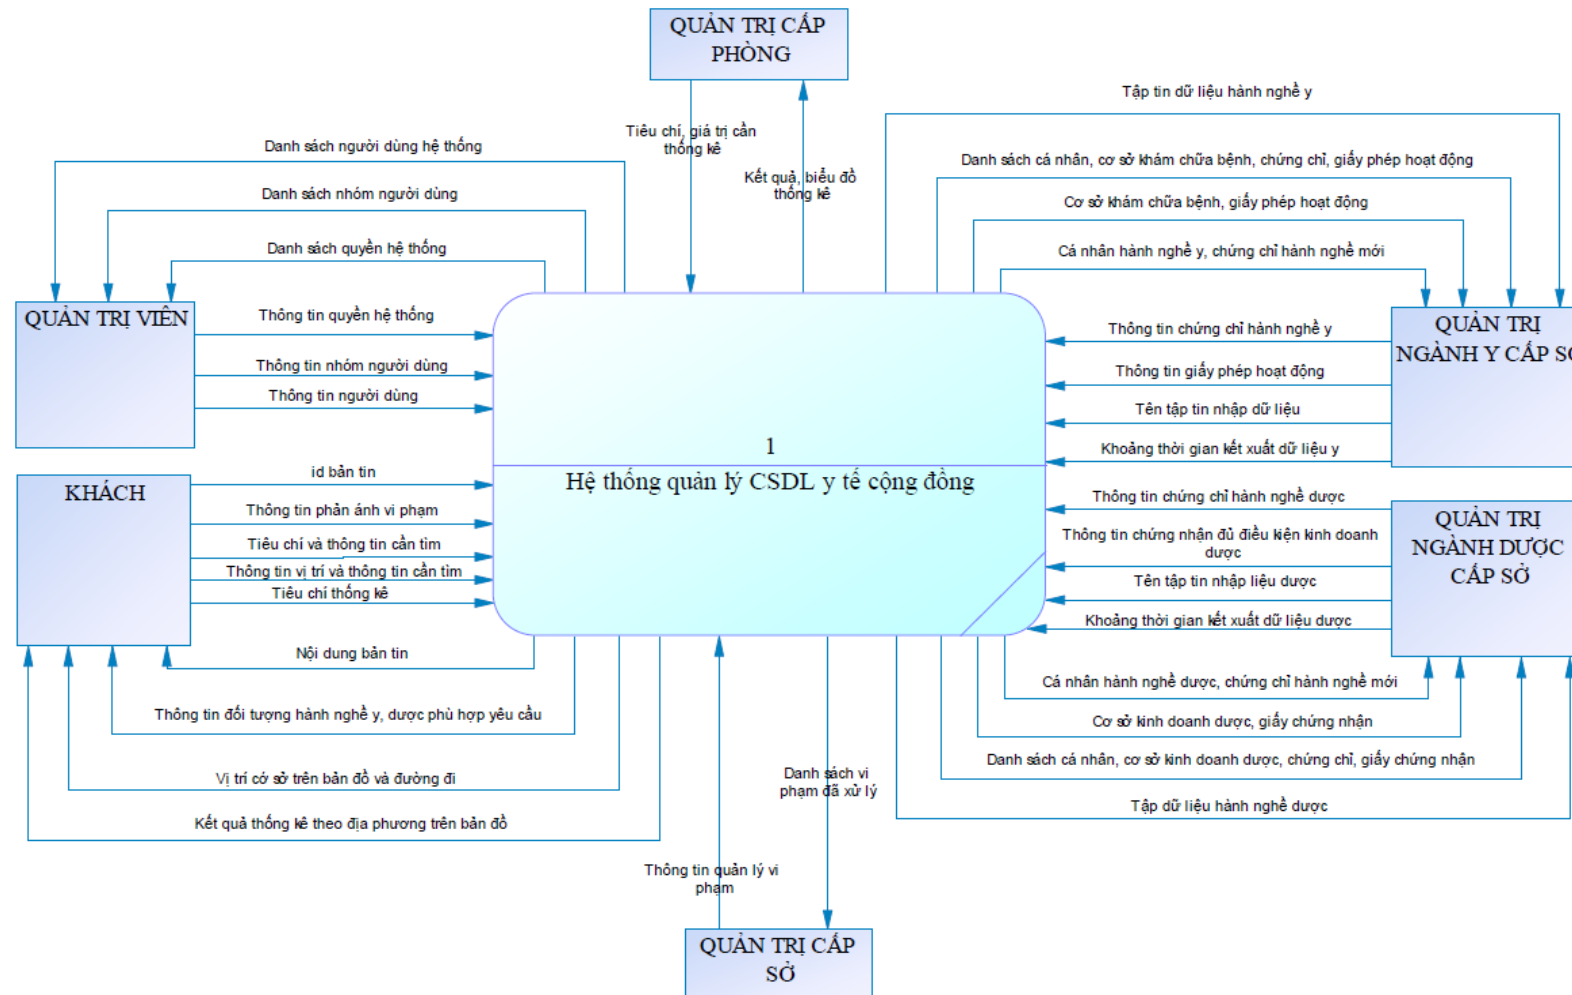 QUẢN TRỊ CẤP
PHÒNG
Tập tin dữ liệu hành nghề y
Tiêu chí, giá trị cần
thống kê
Danh sách người dùng hệ thống
Danh sách cá nhân, cơ sở khám chữa bệnh, chứng chỉ, giấy phép hoạt động
Kết quả, biểu đồ
thống kê
Danh sách nhóm người dùng
Cơ sở khám chữa bệnh, giấy phép hoạt động
Danh sách quyền hệ thống
Cá nhân hành nghề y, chứng chỉ hành nghề mới
QUẢN TRỊ VIÊN
Thông tin quyền hệ thống
Thông tin nhóm người dùng
Thông tin người dùng
Thông tin chứng chỉ hành nghề y
Thông tin giấy phép hoạt động
Tên tập tin nhập dữ liệu
Khoảng thời gian kết xuất dữ liệu y
QUẢN TRỊ
NGÀNH Y CẤP SỞ
1
Hệ thống quản lý CSDL y tế cộng đồng
KHÁCH
id bản tin
Thông tin phản ánh vi phạm
Tiêu chí và thông tin cần tìm
Thông tin vị trí và thông tin cần tìm
Tiêu chí thống kê
Thông tin chứng chỉ hành nghề dược
Thông tin chứng nhận đủ điều kiện kinh doanh
dược
Tên tập tin nhập liệu dược
Khoảng thời gian kết xuất dữ liệu dược
QUẢN TRỊ
NGÀNH DƯỢC
CẤP SỞ
Nội dung bản tin
Thông tin đối tượng hành nghề y, dược phù hợp yêu cầu
Vị trí cớ sở trên bản đồ và đường đi
Kết quả thống kê theo địa phương trên bản đồ
Cá nhân hành nghề dược, chứng chỉ hành nghề mới
Cơ sở kinh doanh dược, giấy chứng nhận
Danh sách cá nhân, cơ sở kinh doanh dược, chứng chỉ, giấy chứng nhận
Tập dữ liệu hành nghề dược
Danh sách vi
phạm đã xử lý
Thông tin quản lý vi
phạm
QUẢN TRỊ CẤP
SỞ